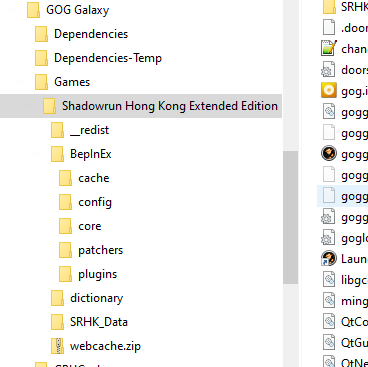 GOG Galaxy
Dependencies
Dependencies-Temp
Games
Shadowrun Hong Kong Extended Edition
__redist
BepInEx
cache
config
core
patchers
plugins
dictionary
SRHK_Data
webcache.zip
SRHK
.door
chan
doors
gog.i
gogg
gogg
gogg
gogg
gogg
gogg
goglo
Laun
libgc
ming
QtCo
QtGu
QtNe